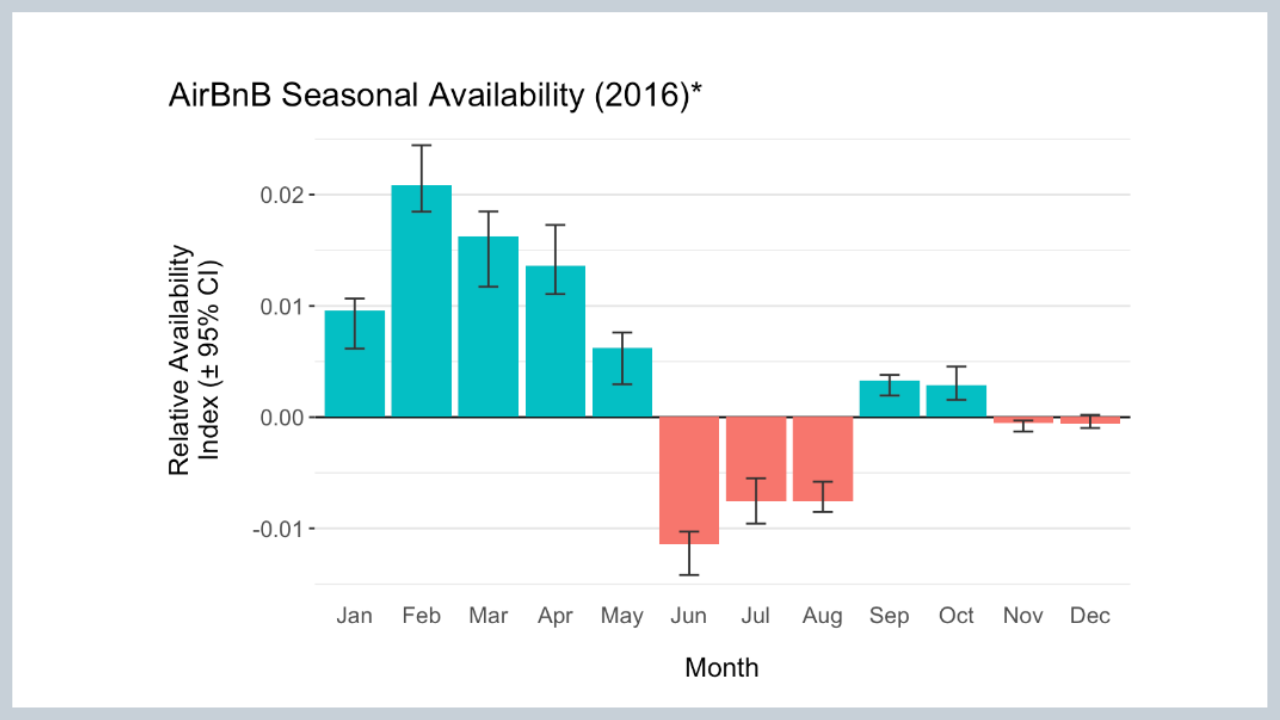 AirBnB Seasonal Availability (2016)*
Relative Availability
Index (± 95% CI)
0.02
0.01
0.00
-0.01
Jan Feb Mar Apr May Jun Jul Aug Sep Oct Nov Dec
Month